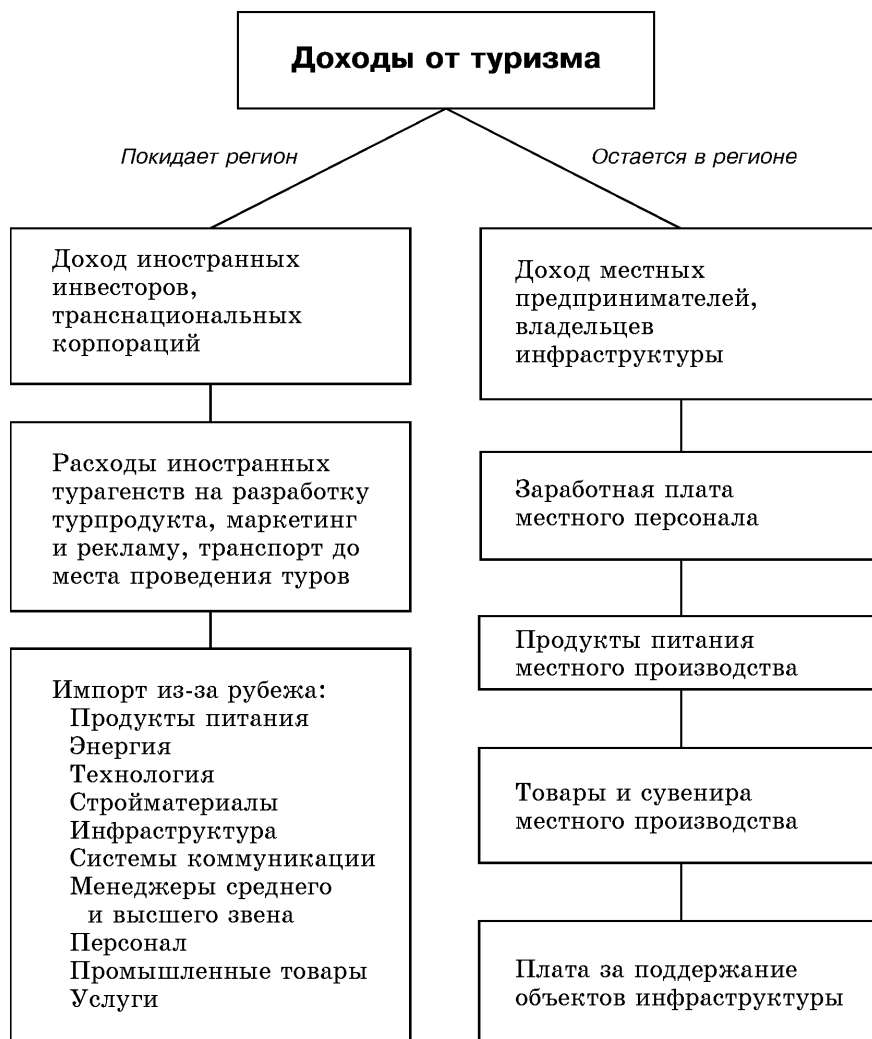 Доходы от туризма
Покидает регион
Остается в регионе
Доход иностранных
инвесторов,
транснациональных
корпораций
Расходы иностранных
турагенств на разработку
турпродукта, маркетинг
и рекламу, транспорт до
места проведения туров
Импорт из-за рубежа:
Продукты питания
Энергия
Технология
Стройматериалы
Инфраструктура
Системы коммуникации
Менеджеры среднего
и высшего звена
Персонал
Промышленные товары
Услуги
Доход местных
предпринимателей,
владельцев
инфраструктуры
Заработная плата
местного персонала
Продукты питания
местного производства
Товары и сувенира
местного производства
Плата за поддержание
объектов инфраструктуры